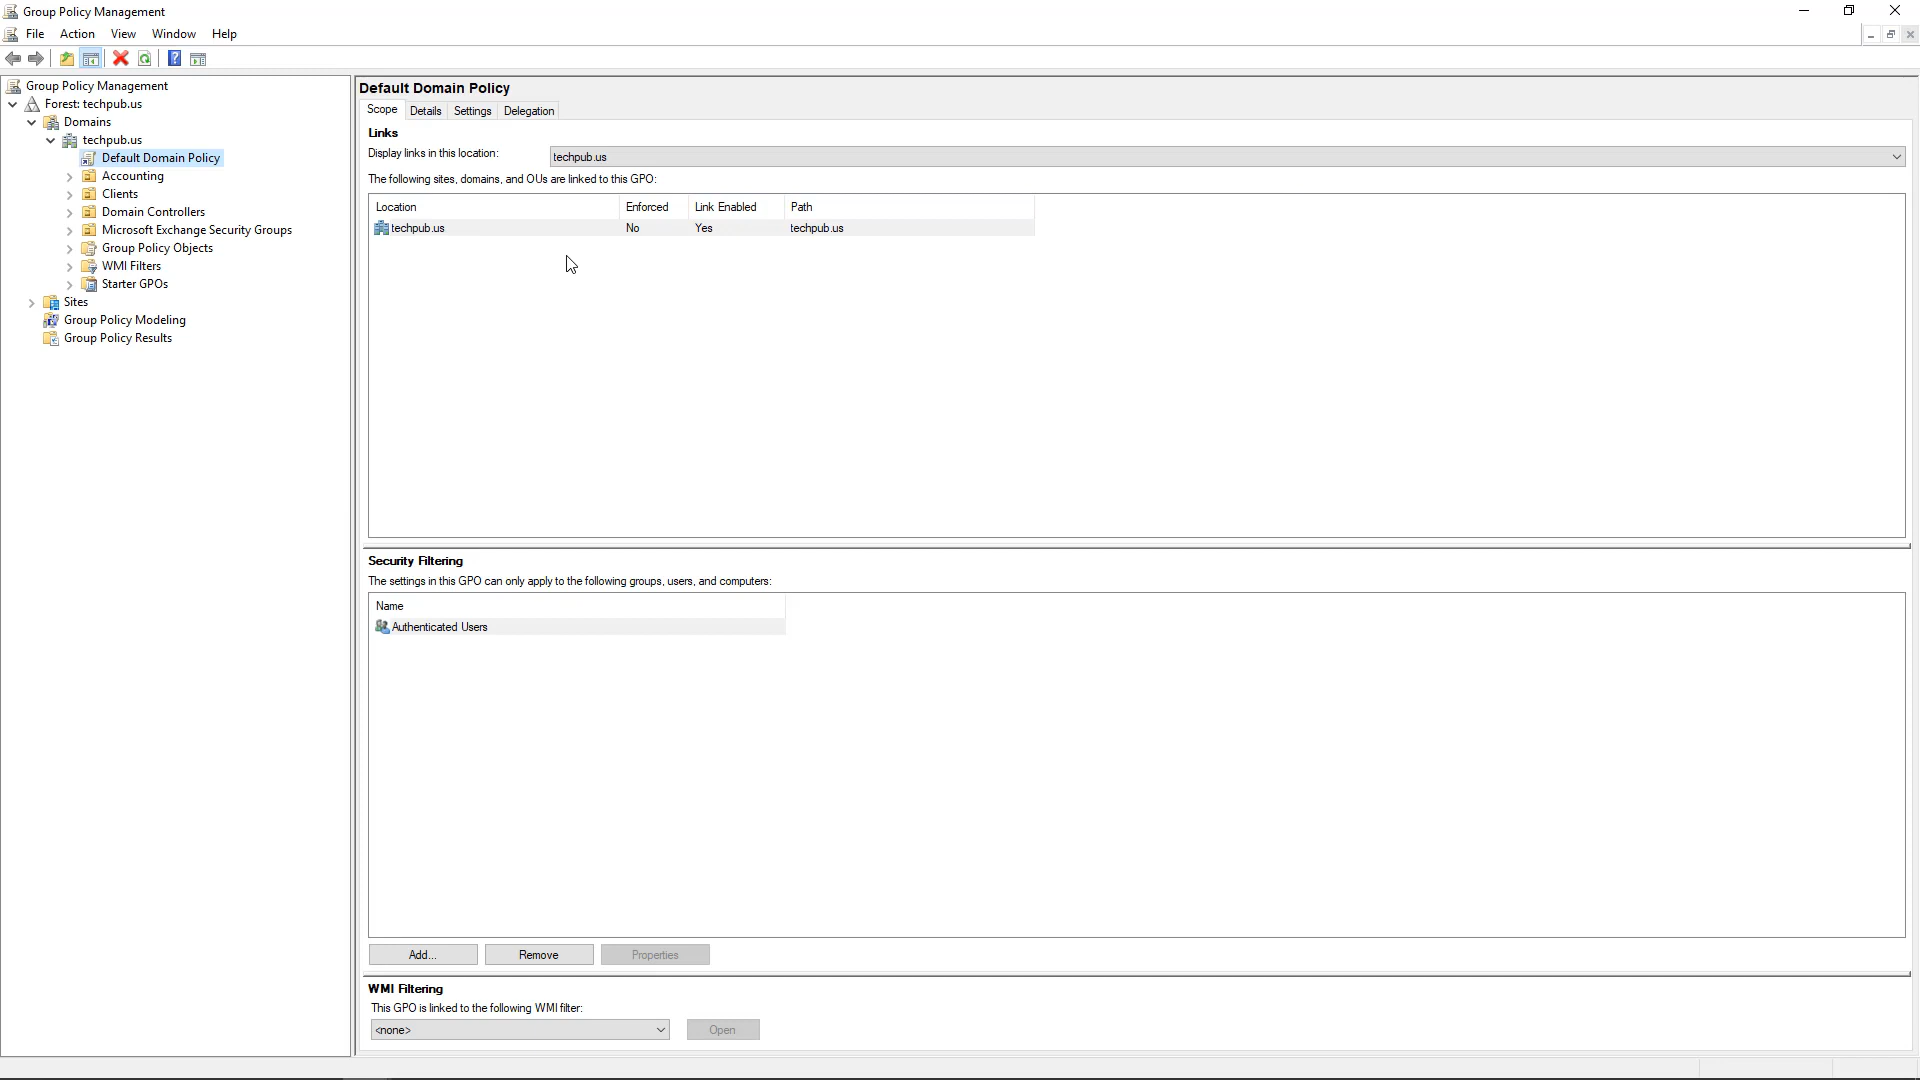 Group Policy Management
File Action View Window Help
Group Policy Management
Forest: techpub.us
Domains
techpub.us
Default Domain Policy
Accounting
Clients
Domain Controllers
Microsoft Exchange Security Groups
Group Policy Objects
WMI Filters
Starter GPOs
Sites
Group Policy Modeling
Group Policy Results
Default Domain Policy
Scope Details Settings Delegation
Links
Display links in this location: techpub.us
The following sites, domains, and OUs are linked to this GPO:
Location Enforced Link Enabled Path
techpub.us No Yes techpub.us
Security Filtering
The settings in this GPO can only apply to the following groups, users, and computers:
Name
Authenticated Users
Add... Remove Properties
WMI Filtering
This GPO is linked to the following WMI filter:
<none> Open